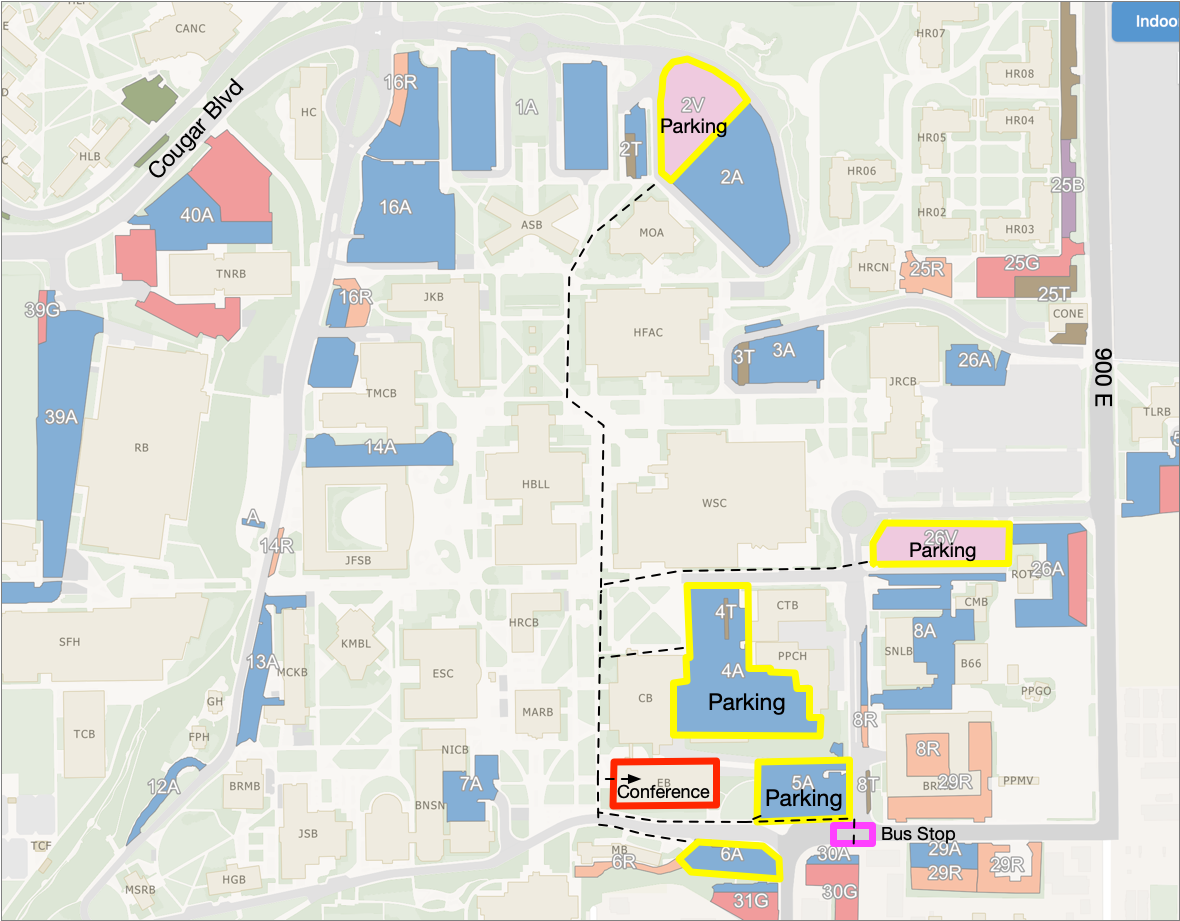 CANC
HR07
Indoo
Cougar Blvd
16R
1A
2V
Parking
HR08
HC
HR04
HR05
HLB
2T
2A
HR06
25B
40A
16A
ASB
MOA
HR02
HR03
TNRB
HRCN
25R
25G
25T
39G
16R
JKB
HFAC
CONE
3T
3A
26A
900 E
JRCB
TMCB
39A
TLRB
RB
14A
HBLL
WSC
A
14R
JFSB
26V
Parking
ROTC
26A
CTB
4T
CMB
HRCB
8A
SFH
KMBL
SNLB
PPCH
B66
13A
MCKB
ESC
4A
CB
Parking
PPGO
GH
MARB
8R
TCB
FPH
NICB
8R
EB
Conference
5A
Parking
8T
29R
PPMV
12A
BRMB
7A
BNSN
JSB
Bus Stop
TCF
MB
6R
6A
30A
29A
29R
29R
HGB
MSRB
31G
30G